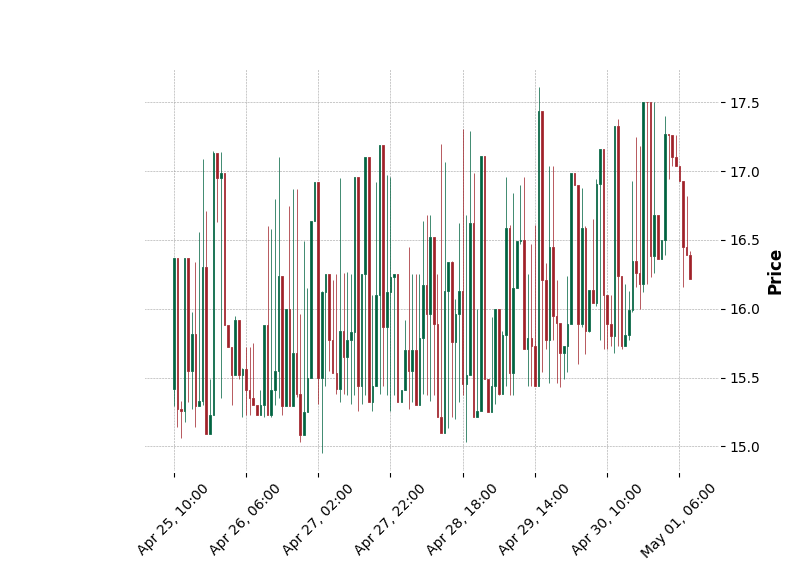 17.5
17.0
16.5
16.0
15.5
15.0
Price
Apr 25, 10:00
Apr 26, 06:00
Apr 27, 02:00
Apr 27, 22:00
Apr 28, 18:00
Apr 29, 14:00
Apr 30, 10:00
May 01, 06:00